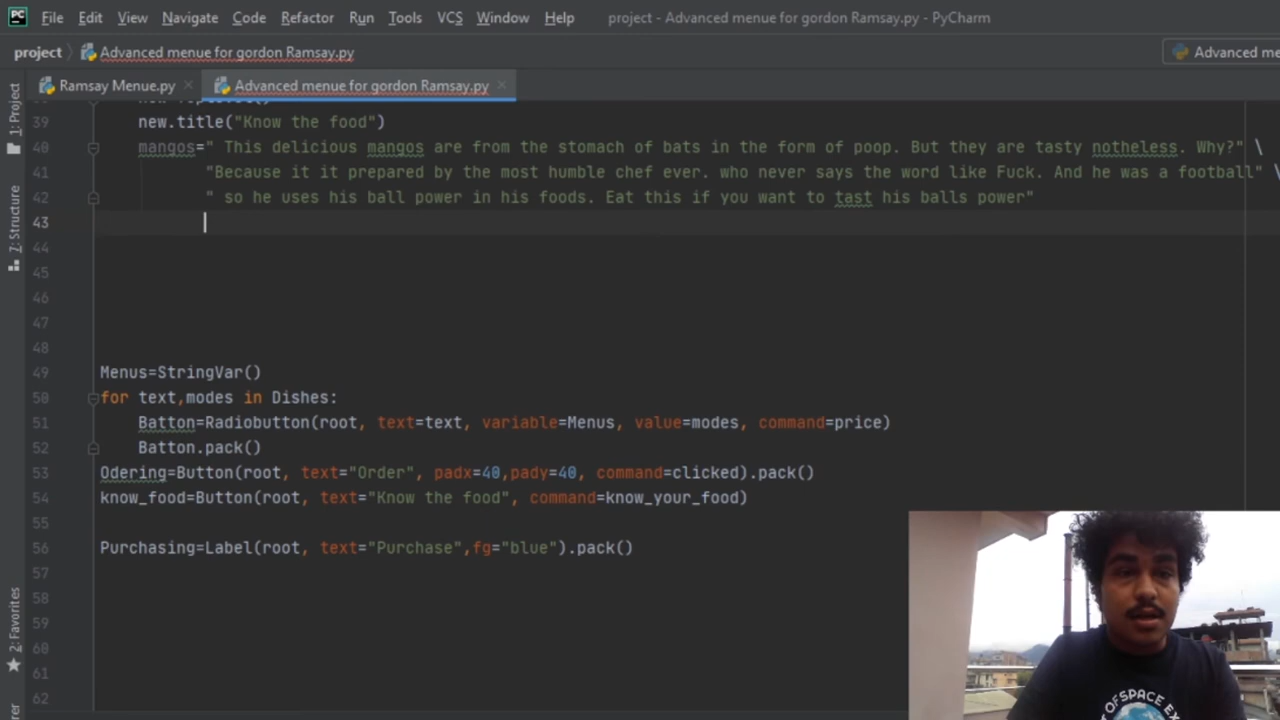 PC File Edit View Navigate Code Refactor Run Tools VCS Window Help project - Advanced menue for gordon Ramsay.py - PyCharm
project Advanced menue for gordon Ramsay.py Advanced me
Ramsay Menue.py Advanced menue for gordon Ramsay.py
1: Project
Z: Structure
2: Favorites
39 new.title("Know the food")
40 mangos=" This delicious mangos are from the stomach of bats in the form of poop. But they are tasty notheless. Why?" \
41 "Because it it prepared by the most humble chef ever. who never says the word like Fuck. And he was a football" \
42 " so he uses his ball power in his foods. Eat this if you want to tast his balls power"
43
44
45
46
47
48
49 Menus=StringVar()
50 for text,modes in Dishes:
51 Batton=Radiobutton(root, text=text, variable=Menus, value=modes, command=price)
52 Batton.pack()
53 Odering=Button(root, text="Order", padx=40,pady=40, command=clicked).pack()
54 know_food=Button(root, text="Know the food", command=know_your_food)
55
56 Purchasing=Label(root, text="Purchase",fg="blue").pack()
57
58
59
60
61
62
OF SPACE EX